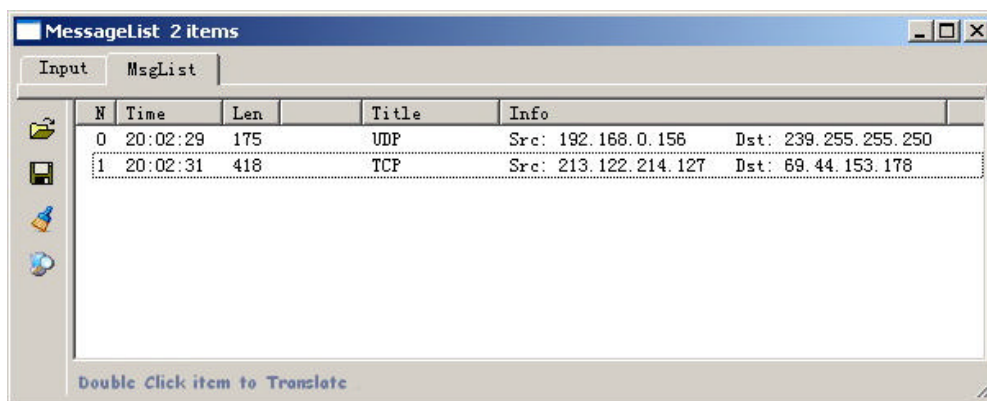 MessageList 2 items
Input MsgList
N Time Len Title Info
0 20:02:29 175 UDP Src: 192.168.0.156 Dst: 239.255.255.250
1 20:02:31 418 TCP Src: 213.122.214.127 Dst: 69.44.153.178
Double Click item to Translate